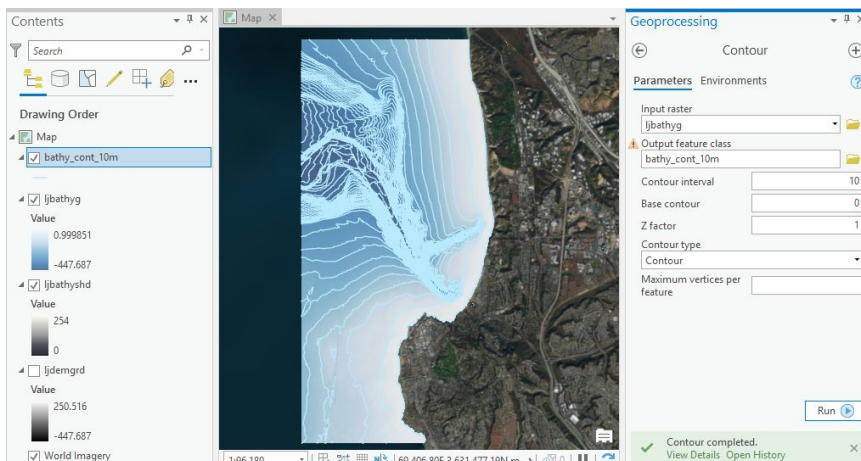 Contents
Search
Drawing Order
Map
bathy_cont_10m
ljbathyg
Value
0.999851
-447.687
ljbathyshd
Value
254
0
ljdemgrd
Value
250.516
-447.687
World Imagery
Map
1:96,180
Geoprocessing
Contour
Parameters Environments
Input raster
ljbathyg
Output feature class
bathy_cont_10m
Contour interval 10
Base contour 0
Z factor 1
Contour type
Contour
Maximum vertices per
feature
Run
Contour completed.
View Details Open History